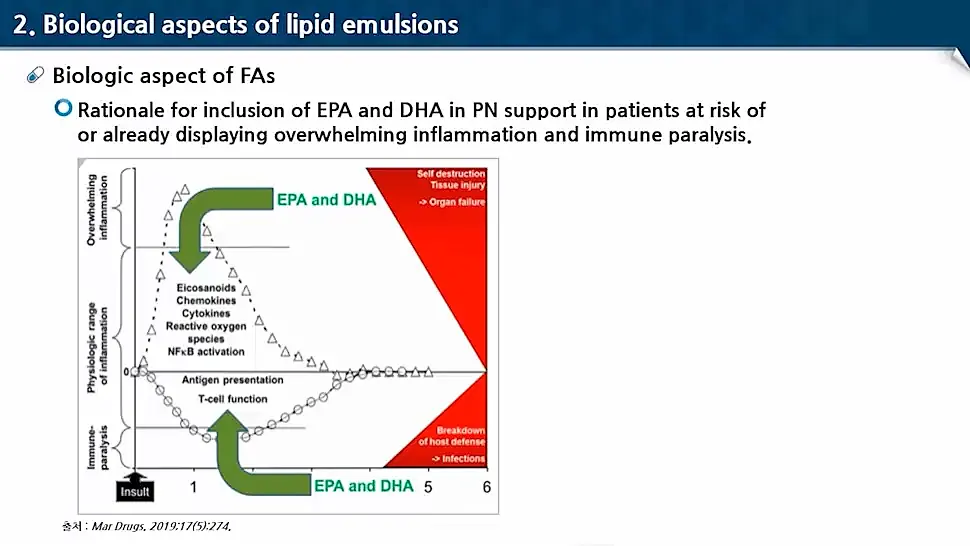 2. Biological aspects of lipid emulsions
Biologic aspect of FAs
Rationale for inclusion of EPA and DHA in PN support in patients at risk of
or already displaying overwhelming inflammation and immune paralysis.
Overwhelming
inflammation
Physiologic range
of inflammation
Immune-
paralysis
Self destruction
Tissue injury
-> Organ failure
EPA and DHA
Eicosanoids
Chemokines
Cytokines
Reactive oxygen
species
NFκB activation
0
Antigen presentation
T-cell function
Breakdown
of host defense
-> Infections
EPA and DHA
Insult
1
5
6
출처 : Mar Drugs, 2019;17(5):274.